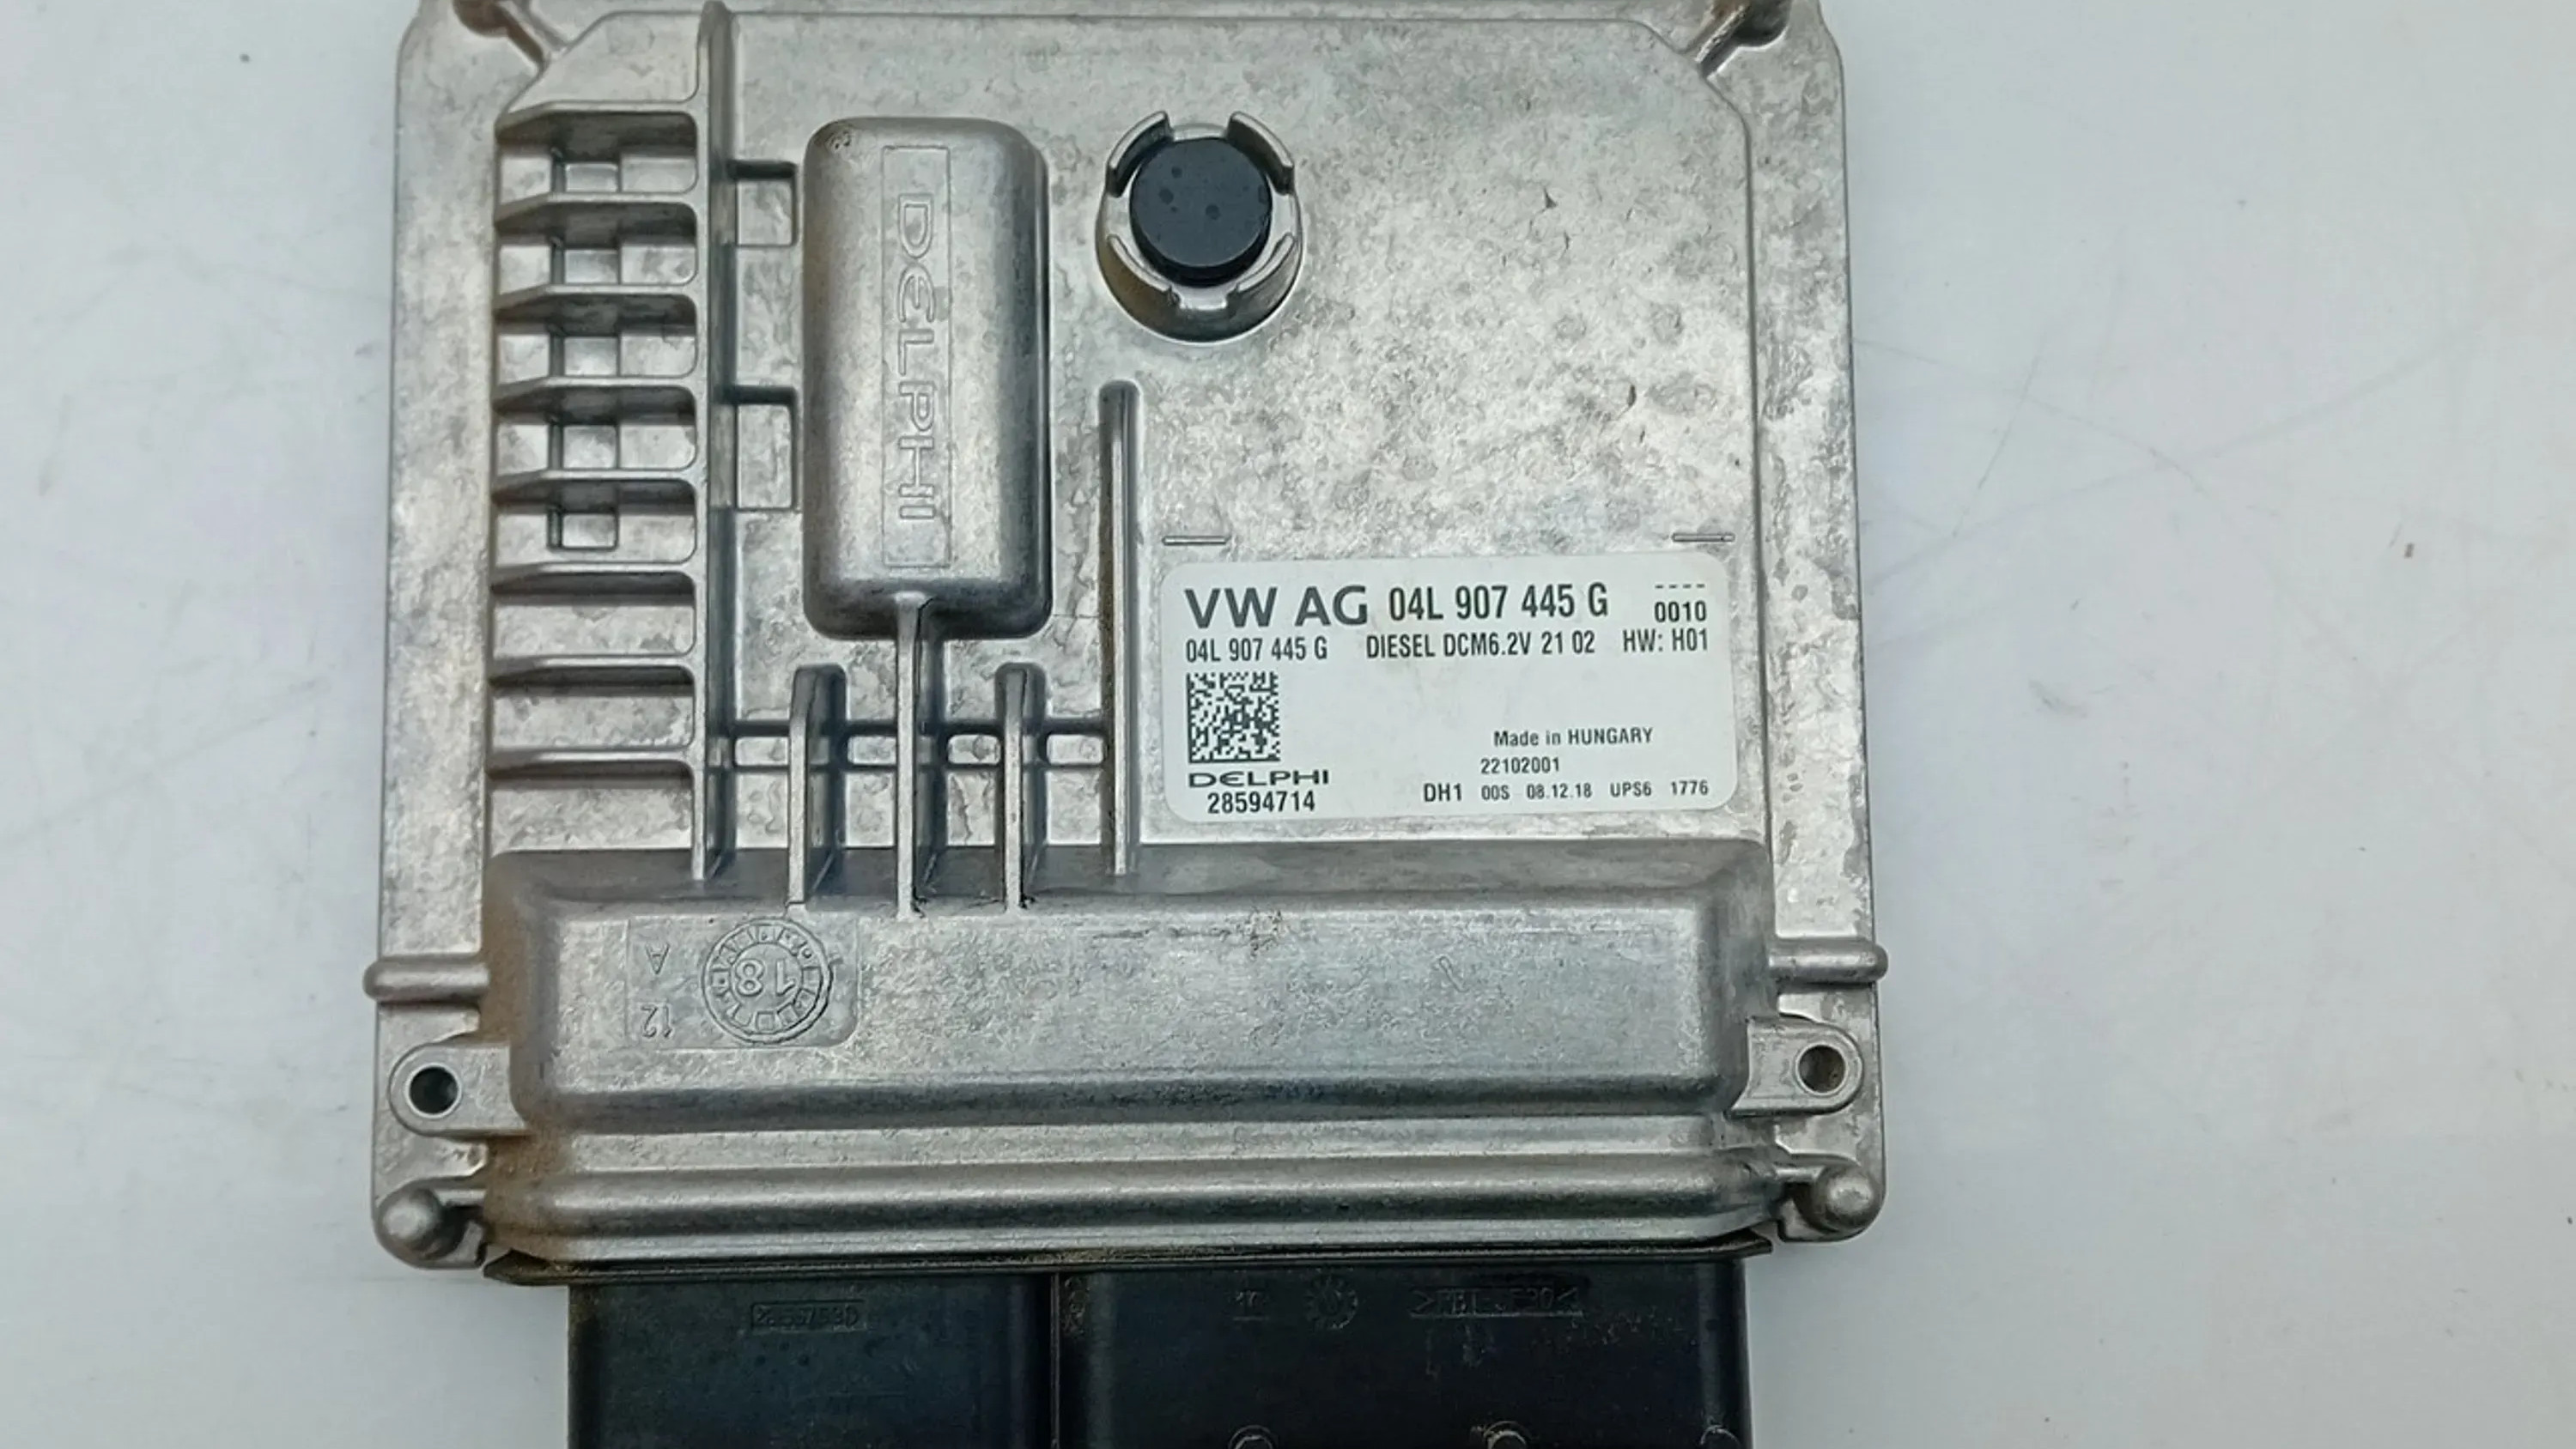 DELPHI
VW AG 04L 907 445 G ----
0010
04L 907 445 G DIESEL DCM6.2V 21 02 HW: H01
Made in HUNGARY
22102001
DELPHI
28594714
DH1 00S 08.12.18 UPS6 1776
A
18
12